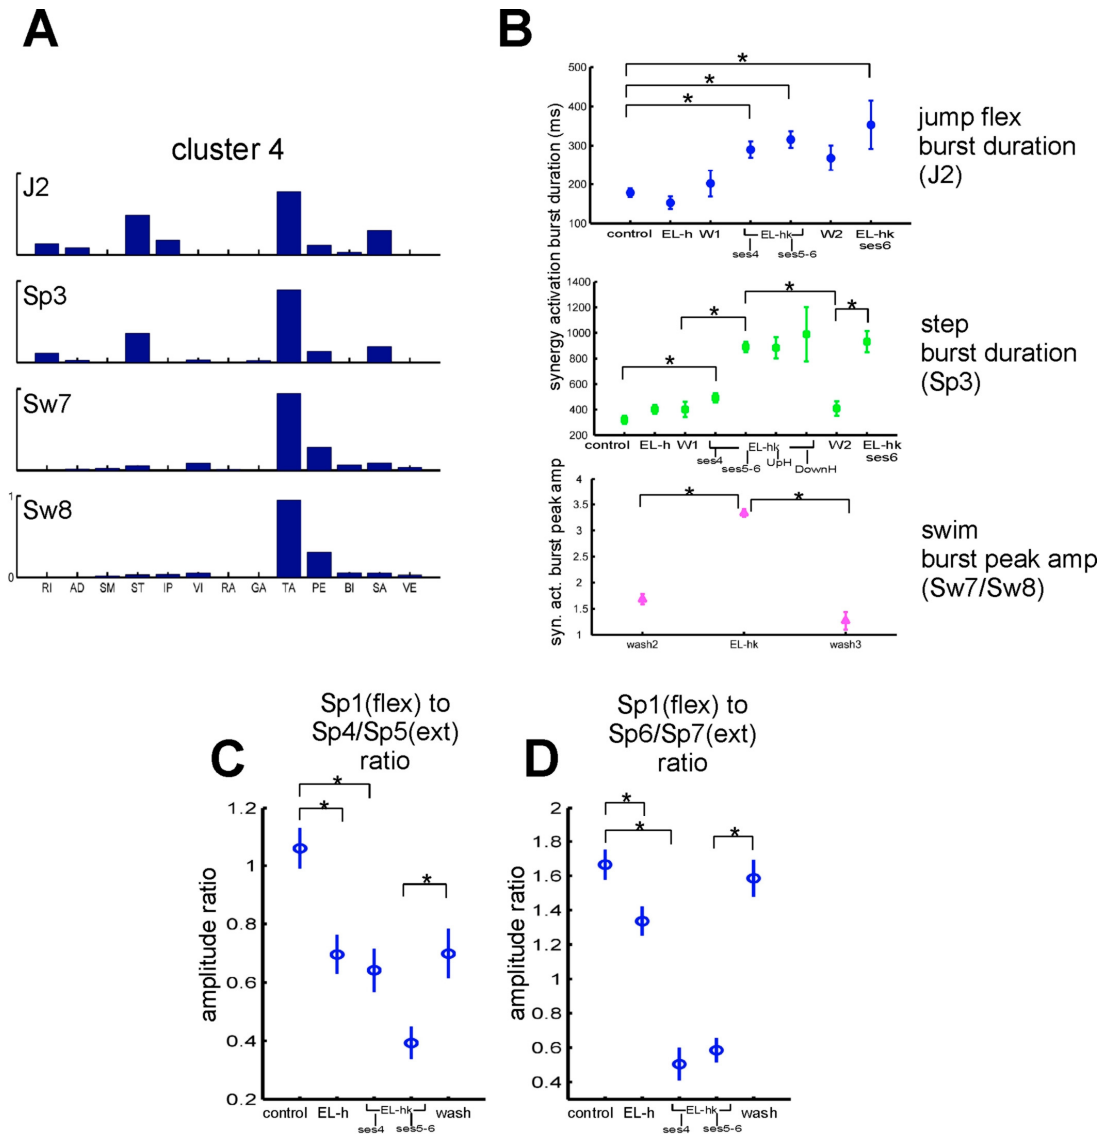 A
cluster 4
J2
Sp3
Sw7
1
Sw8
0
RI AD SM ST IP VI RA GA TA PE BI SA VE
B
synergy activation burst duration (ms)
500
400
300
200
100
* * *
control EL-h W1 EL-hk W2 EL-hk
ses4 ses5-6 ses6
jump flex
burst duration
(J2)
1400
1200
1000
800
600
400
200
* * * *
control EL-h W1 EL-hk W2 EL-hk
ses4 ses5-6 UpH DownH ses6
step
burst duration
(Sp3)
syn. act. burst peak amp
4
3.5
3
2.5
2
1.5
1
* *
wash2 EL-hk wash3
swim
burst peak amp
(Sw7/Sw8)
C
Sp1(flex) to
Sp4/Sp5(ext)
ratio
amplitude ratio
1.2
1
0.8
0.6
0.4
0.2
* * *
control EL-h EL-hk wash
ses4 ses5-6
D
Sp1(flex) to
Sp6/Sp7(ext)
ratio
amplitude ratio
2
1.8
1.6
1.4
1.2
1
0.8
0.6
0.4
* * *
control EL-h EL-hk wash
ses4 ses5-6